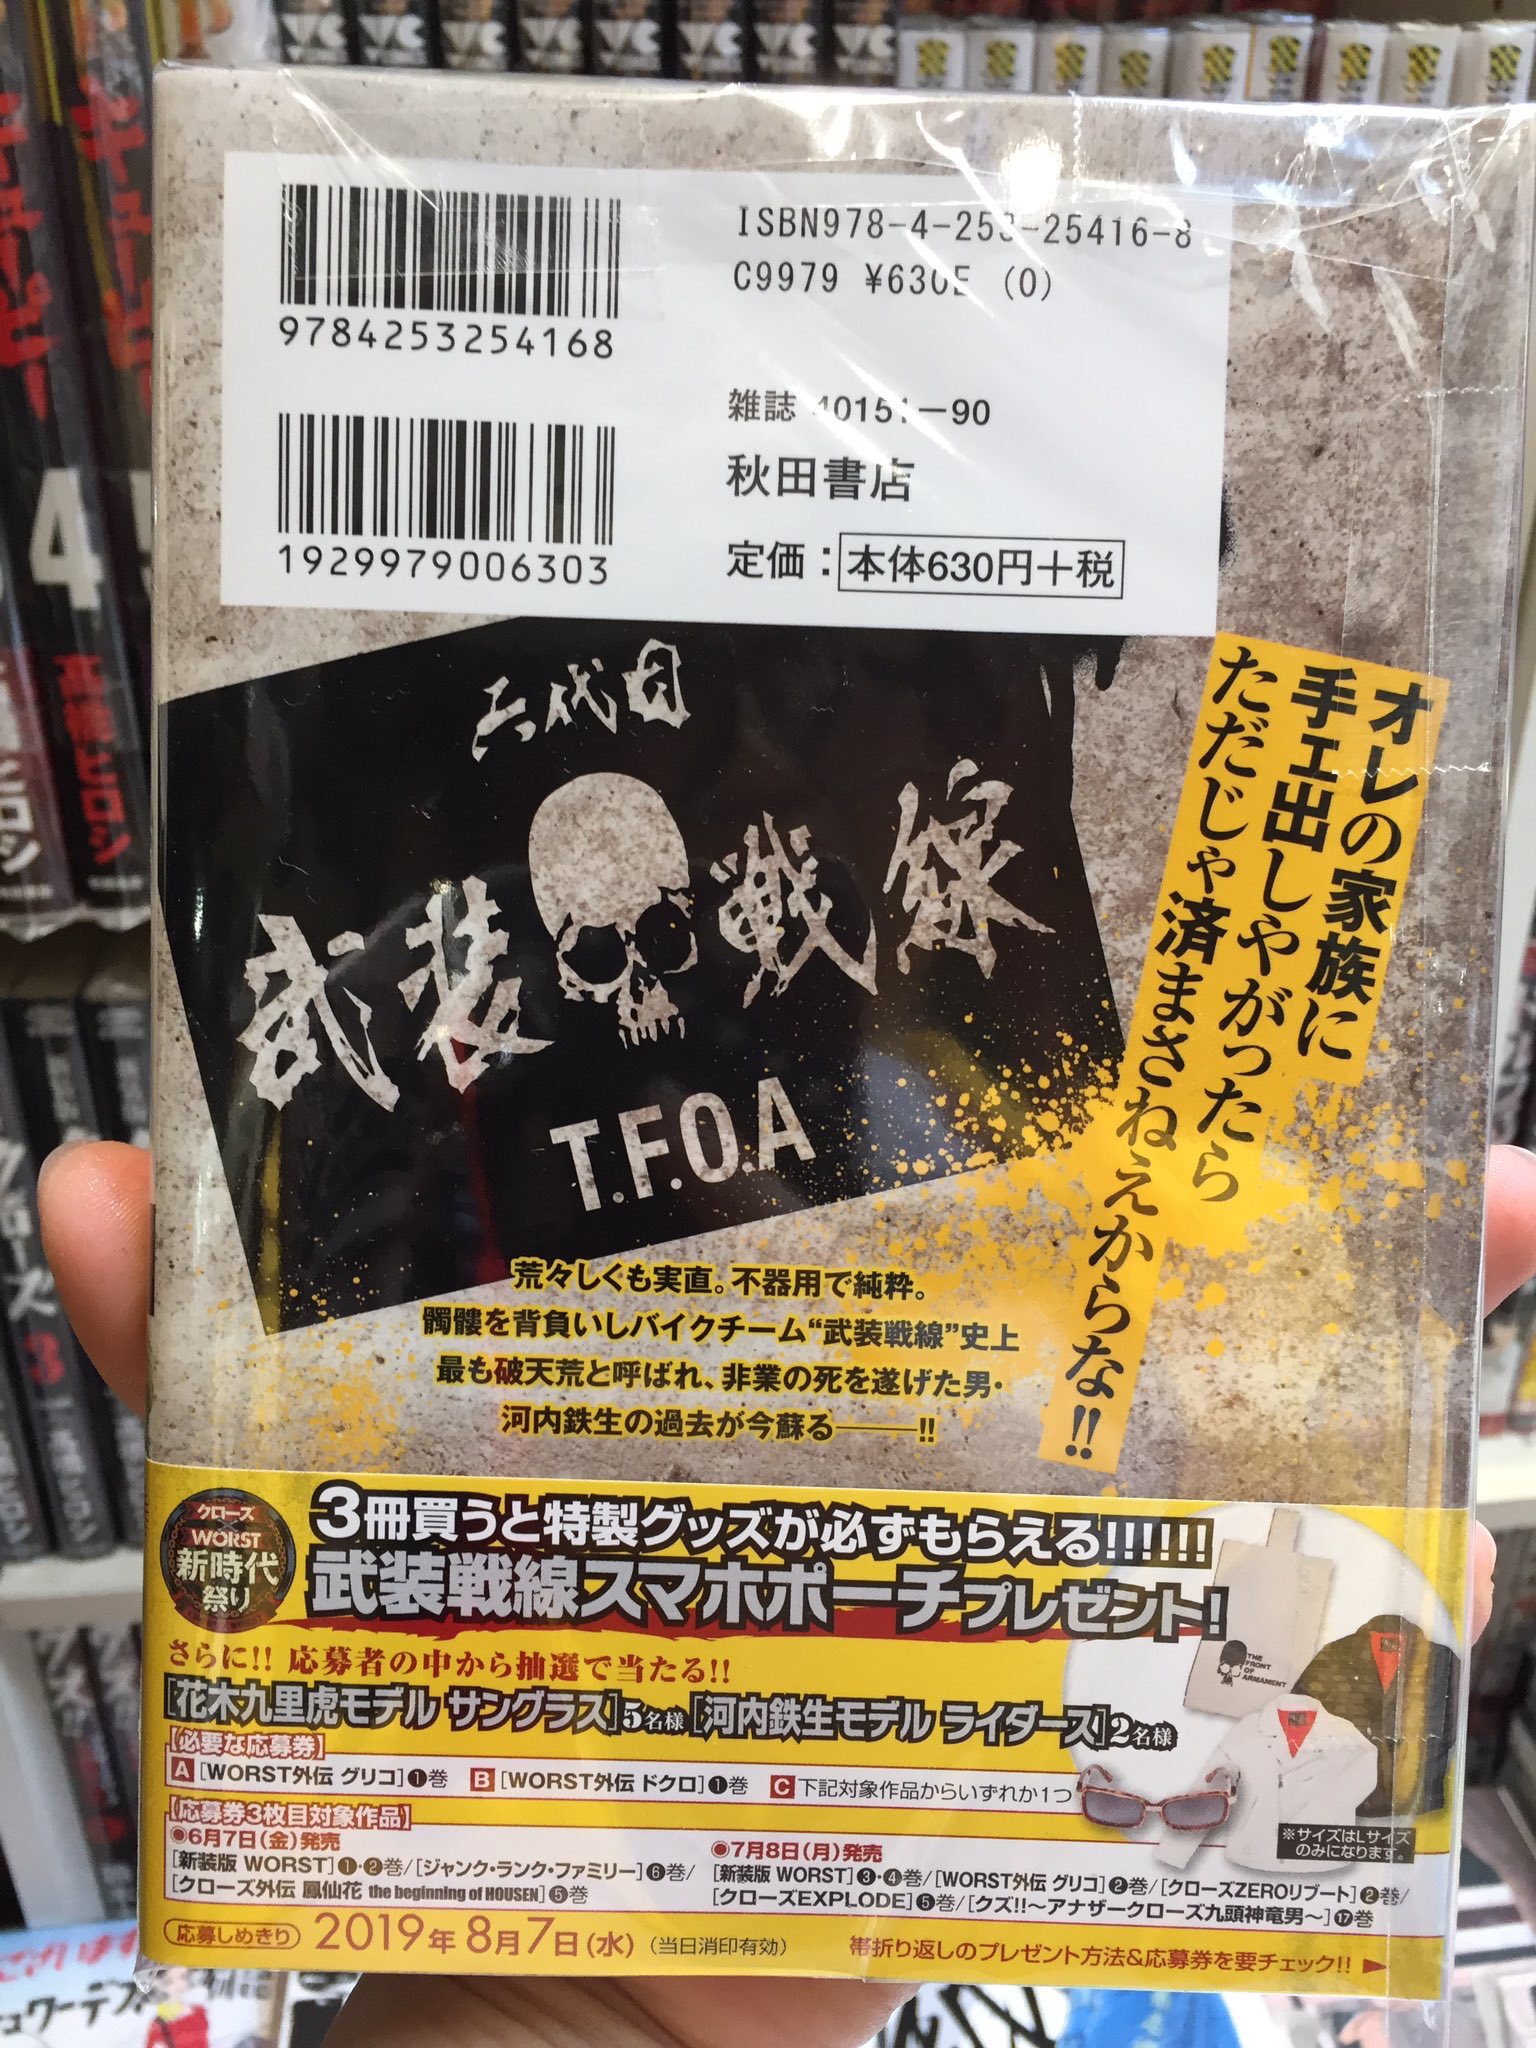 ISBN978-4-253-25416-8
C9979 ¥630E (0)
9784253254168
雑誌 40151-90
秋田書店
1929979006303
定価：本体630円+税
六代目
武装戦線
T.F.O.A
オレの家族に
手ェ出しやがったら
ただじゃ済まさねえからな!!
荒々しくも実直。不器用で純粋。
髑髏を背負いしバイクチーム“武装戦線”史上
最も破天荒と呼ばれ、非業の死を遂げた男・
河内鉄生の過去が今蘇る――!!
クローズ
WORST
新時代
祭り
3冊買うと特製グッズが必ずもらえる!!!!!!
武装戦線スマホポーチプレゼント!
さらに!! 応募者の中から抽選で当たる!!
[花木九里虎モデル サングラス]5名様 [河内鉄生モデル ライダース]2名様
THE
FRONT
OF
ARMAMENT
【必要な応募券】
A [WORST外伝 グリコ]❶巻 B [WORST外伝 ドクロ]❶巻 C 下記対象作品からいずれか1つ
【応募券3枚目対象作品】
◉6月7日(金)発売
[新装版 WORST]❶・❷巻/[ジャンク・ランク・ファミリー]❻巻/
[クローズ外伝 鳳仙花 the beginning of HOUSEN]❺巻
◉7月8日(月)発売
[新装版 WORST]❸・❹巻/[WORST外伝 グリコ]❷巻/[クローズZEROリブート]❷巻/
[クローズEXPLODE]❺巻/[クズ!!～アナザークローズ九頭神竜男～]⓱巻
※サイズはLサイズ
のみになります。
応募しめきり 2019年8月7日(水) (当日消印有効)
帯折り返しのプレゼント方法&応募券を要チェック!! ▶
4
高橋ヒロシ
クローズ
3